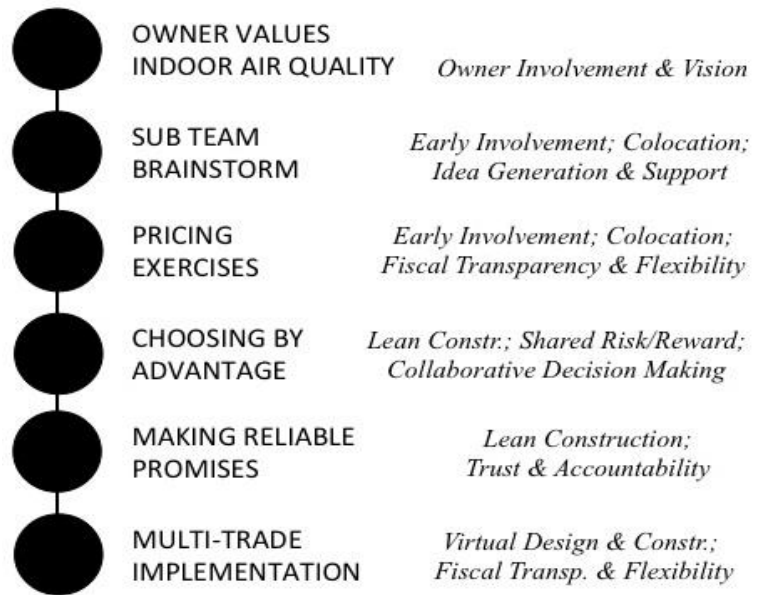 OWNER VALUES
INDOOR AIR QUALITY
Owner Involvement & Vision
SUB TEAM
BRAINSTORM
Early Involvement; Colocation;
Idea Generation & Support
PRICING
EXERCISES
Early Involvement; Colocation;
Fiscal Transparency & Flexibility
CHOOSING BY
ADVANTAGE
Lean Constr.; Shared Risk/Reward;
Collaborative Decision Making
MAKING RELIABLE
PROMISES
Lean Construction;
Trust & Accountability
MULTI-TRADE
IMPLEMENTATION
Virtual Design & Constr.;
Fiscal Transp. & Flexibility